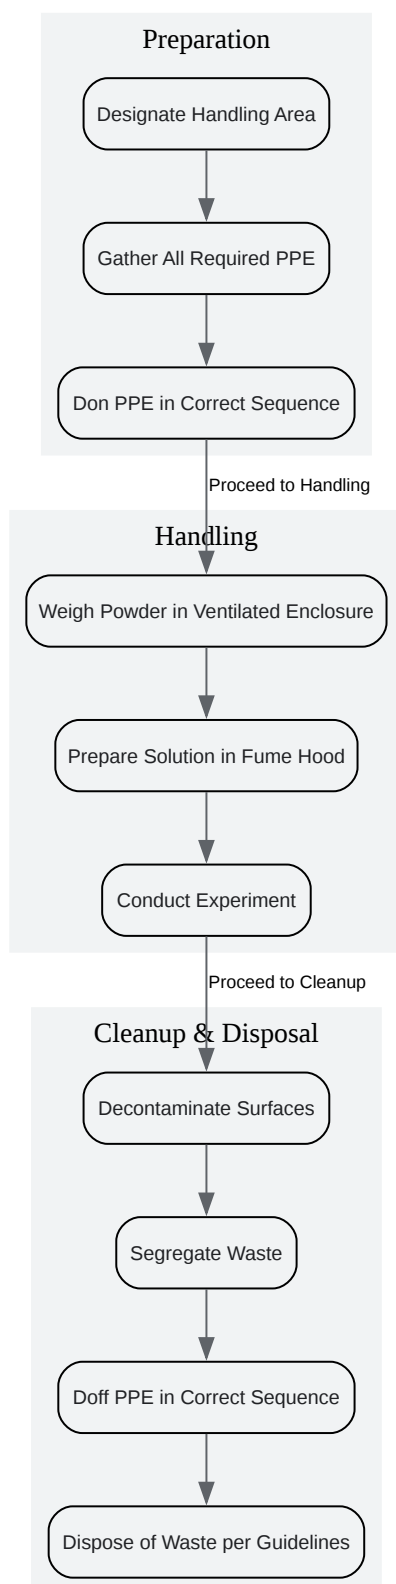 Preparation
Designate Handling Area
Gather All Required PPE
Don PPE in Correct Sequence
Proceed to Handling
Handling
Weigh Powder in Ventilated Enclosure
Prepare Solution in Fume Hood
Conduct Experiment
Proceed to Cleanup
Cleanup & Disposal
Decontaminate Surfaces
Segregate Waste
Doff PPE in Correct Sequence
Dispose of Waste per Guidelines